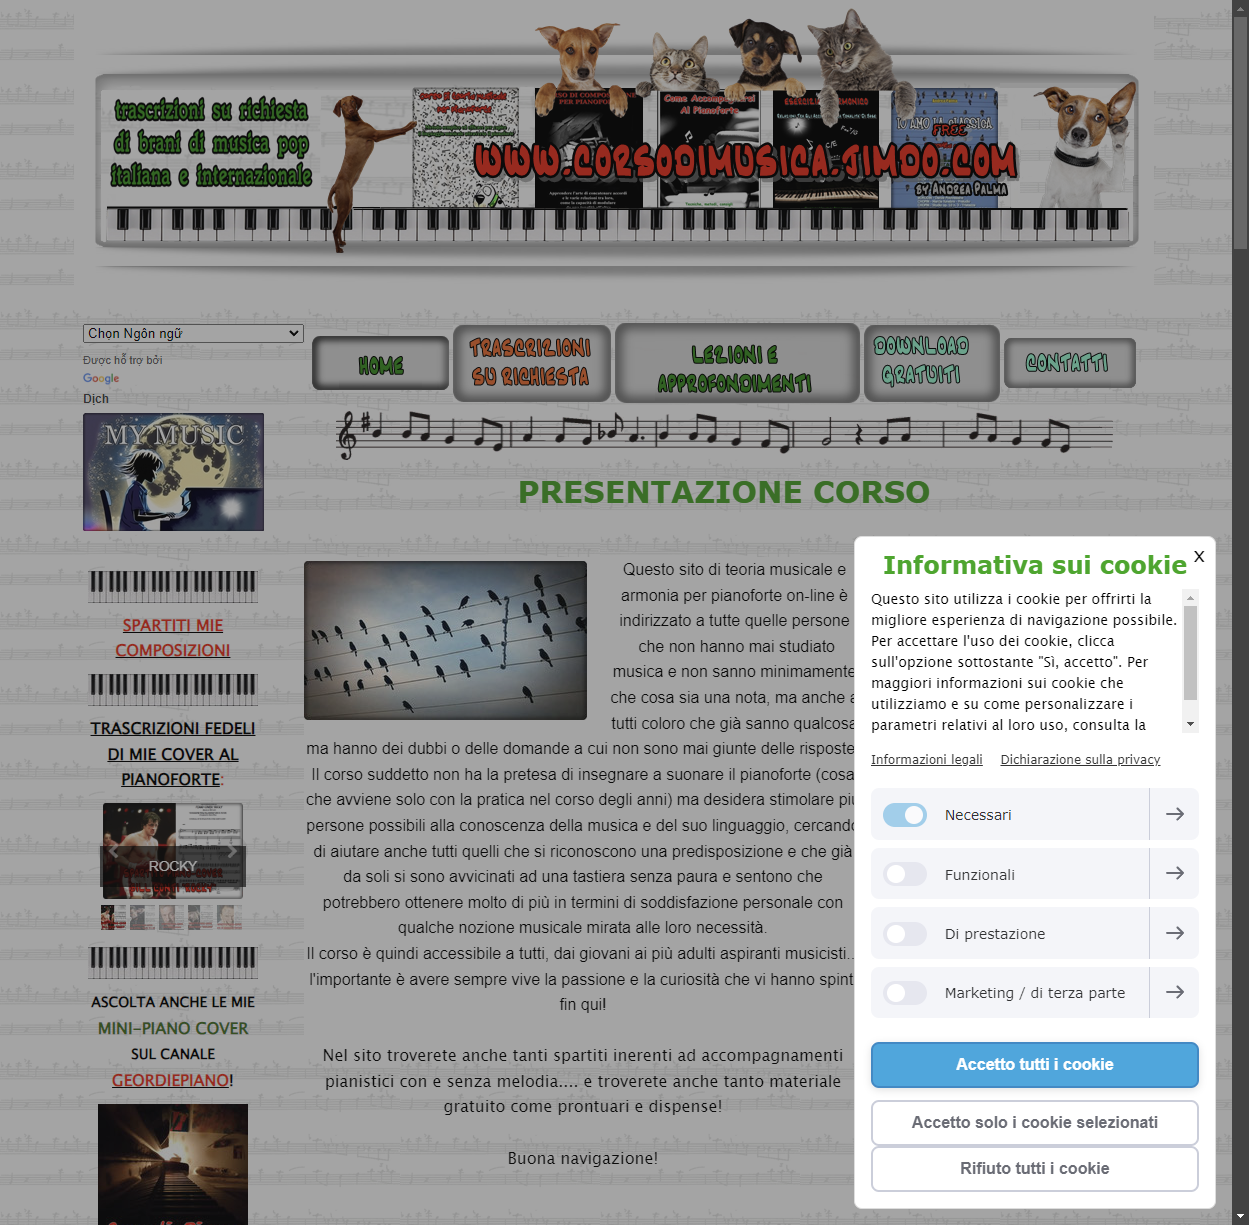 trascrizioni su richiesta
di brani di musica pop
italiana e internazionale
Come Accompagnarsi
Al Pianoforte
IO AMO LA CLASSICA
FREE
www.corsodimusica.jimdo.com
by Andrea Palma
Chọn Ngôn ngữ
Được hỗ trợ bởi
Google
Dịch
HOME
TRASCRIZIONI
SU RICHIESTA
LEZIONI E
APPROFONDIMENTI
DOWNLOAD
GRATUITI
CONTATTI
MY MUSIC
PRESENTAZIONE CORSO
SPARTITI MIE
COMPOSIZIONI
TRASCRIZIONI FEDELI
DI MIE COVER AL
PIANOFORTE:
ROCKY
ASCOLTA ANCHE LE MIE
MINI-PIANO COVER
SUL CANALE
GEORDIEPIANO!
Questo sito di teoria musicale e
armonia per pianoforte on-line è
indirizzato a tutte quelle persone
che non hanno mai studiato
musica e non sanno minimamente
che cosa sia una nota, ma anche a
tutti coloro che già sanno qualcosa
ma hanno dei dubbi o delle domande a cui non sono mai giunte delle risposte
Il corso suddetto non ha la pretesa di insegnare a suonare il pianoforte (cosa
che avviene solo con la pratica nel corso degli anni) ma desidera stimolare più
persone possibili alla conoscenza della musica e del suo linguaggio, cercando
di aiutare anche tutti quelli che si riconoscono una predisposizione e che già
da soli si sono avvicinati ad una tastiera senza paura e sentono che
potrebbero ottenere molto di più in termini di soddisfazione personale con
qualche nozione musicale mirata alle loro necessità.
Il corso è quindi accessibile a tutti, dai giovani ai più adulti aspiranti musicisti..
l'importante è avere sempre vive la passione e la curiosità che vi hanno spint
fin qui!
Nel sito troverete anche tanti spartiti inerenti ad accompagnamenti
pianistici con e senza melodia.... e troverete anche tanto materiale
gratuito come prontuari e dispense!
Buona navigazione!
Informativa sui cookie
X
Questo sito utilizza i cookie per offrirti la
migliore esperienza di navigazione possibile.
Per accettare l'uso dei cookie, clicca
sull'opzione sottostante "Sì, accetto". Per
maggiori informazioni sui cookie che
utilizziamo e su come personalizzare i
parametri relativi al loro uso, consulta la
Informazioni legali Dichiarazione sulla privacy
Necessari
Funzionali
Di prestazione
Marketing / di terza parte
Accetto tutti i cookie
Accetto solo i cookie selezionati
Rifiuto tutti i cookie